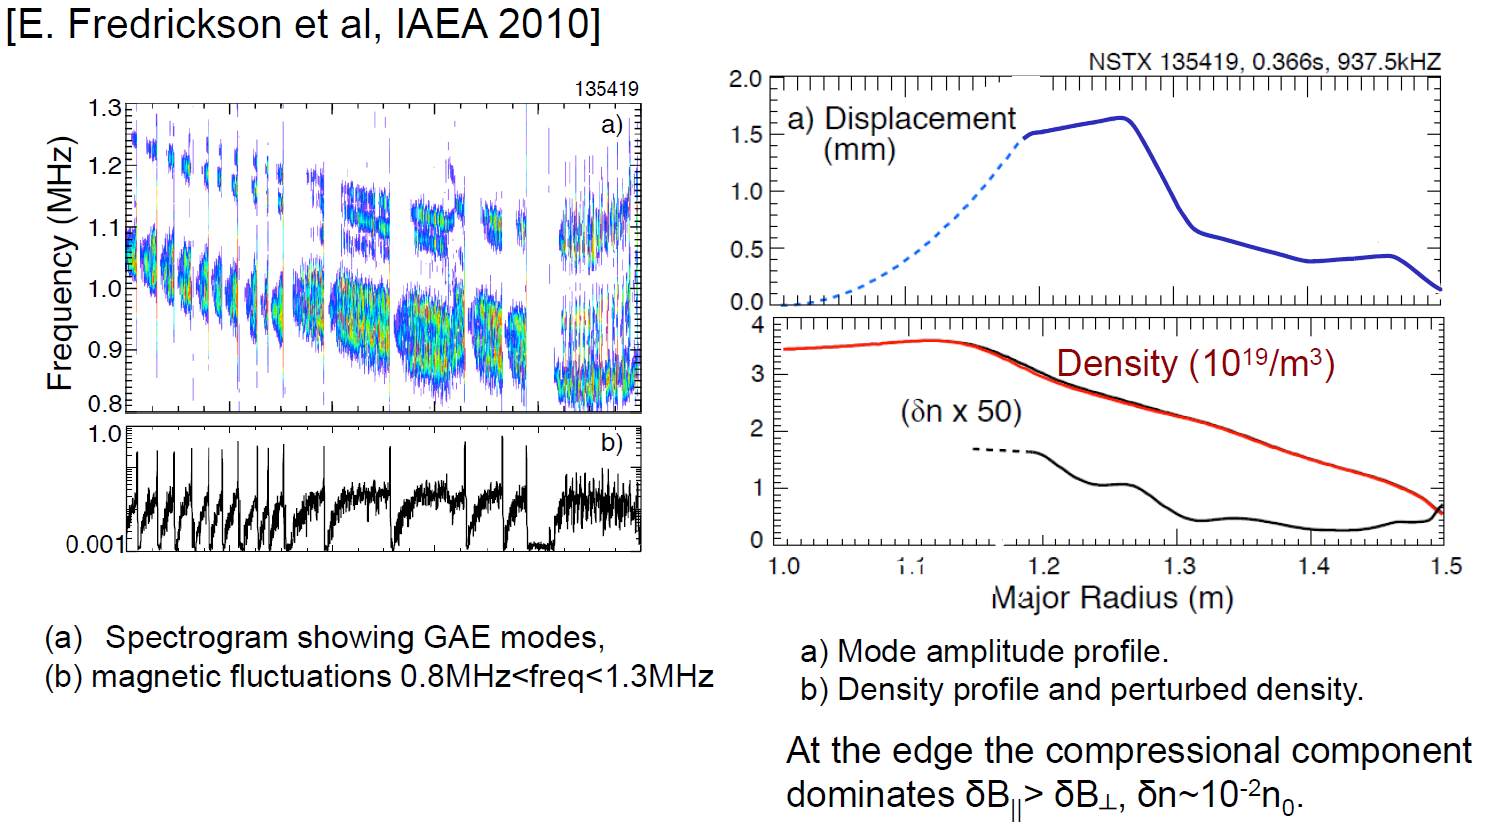 [E. Fredrickson et al, IAEA 2010]
135419
1.3
a)
1.2
1.1
1.0
0.9
0.8
Frequency (MHz)
1.0
b)
0.001
(a) Spectrogram showing GAE modes,
(b) magnetic fluctuations 0.8MHz<freq<1.3MHz
NSTX 135419, 0.366s, 937.5kHZ
2.0
a) Displacement
(mm)
1.5
1.0
0.5
0.0
4
Density (10¹⁹/m³)
3
(δn x 50)
2
1
0
1.0 1.1 1.2 1.3 1.4 1.5
Major Radius (m)
a) Mode amplitude profile.
b) Density profile and perturbed density.
At the edge the compressional component
dominates δB||> δB⊥, δn~10⁻²n₀.